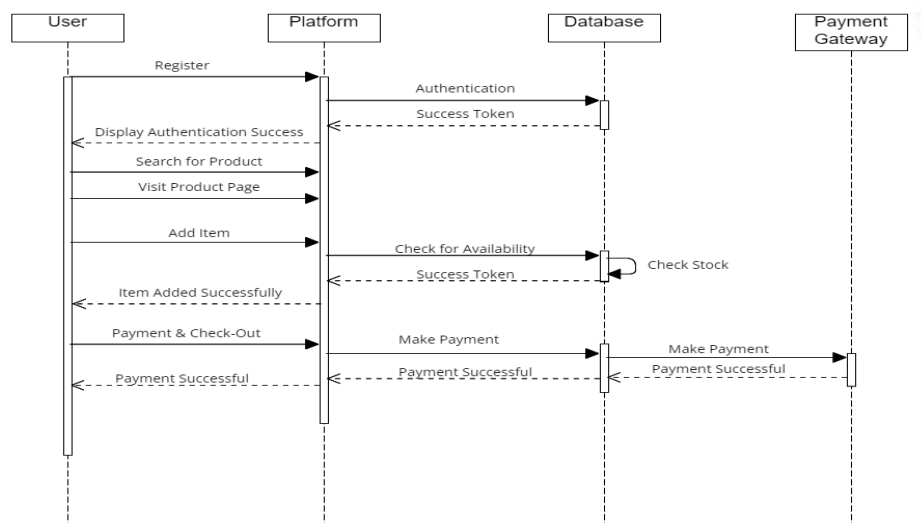 User
Platform
Database
Payment
Gateway
Register
Authentication
Success Token
Display Authentication Success
Search for Product
Visit Product Page
Add Item
Check for Availability
Check Stock
Success Token
Item Added Successfully
Payment & Check-Out
Make Payment
Make Payment
Payment Successful
Payment Successful
Payment Successful